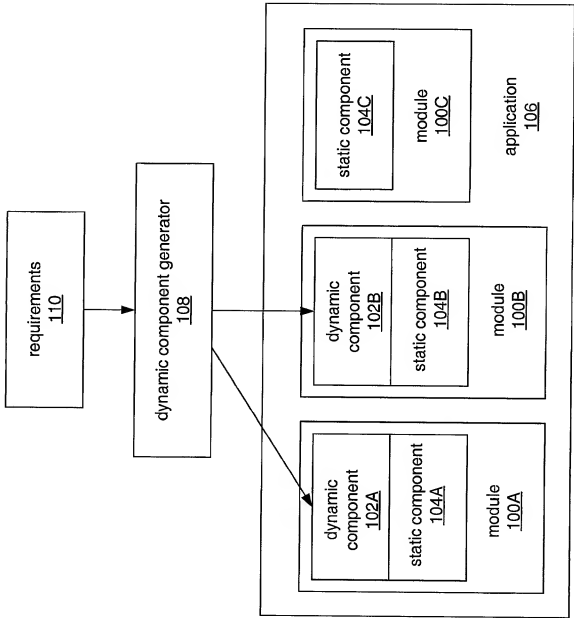 requirements
110
dynamic component generator
108
dynamic
component
102A
static component
104A
module
100A
dynamic
component
102B
static component
104B
module
100B
static component
104C
module
100C
application
106